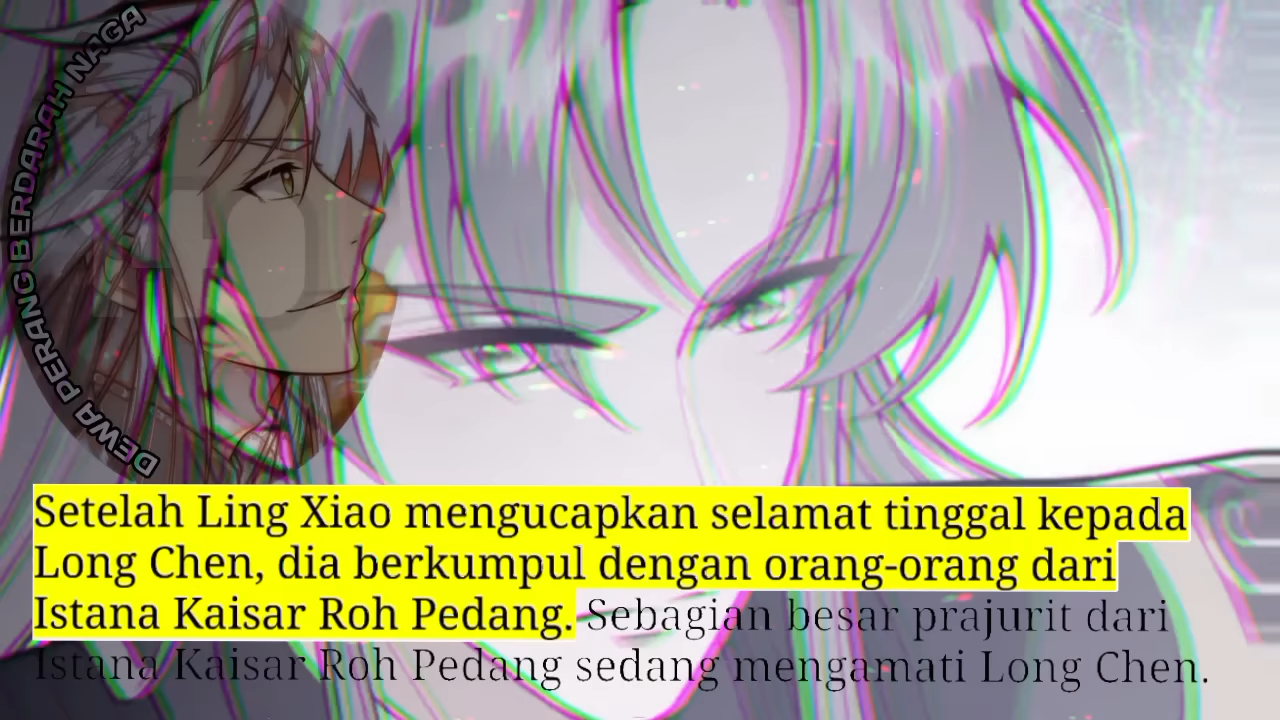 DEWA PERANG BERDARAH NAGA
Setelah Ling Xiao mengucapkan selamat tinggal kepada
Long Chen, dia berkumpul dengan orang-orang dari
Istana Kaisar Roh Pedang. Sebagian besar prajurit dari
Istana Kaisar Roh Pedang sedang mengamati Long Chen.